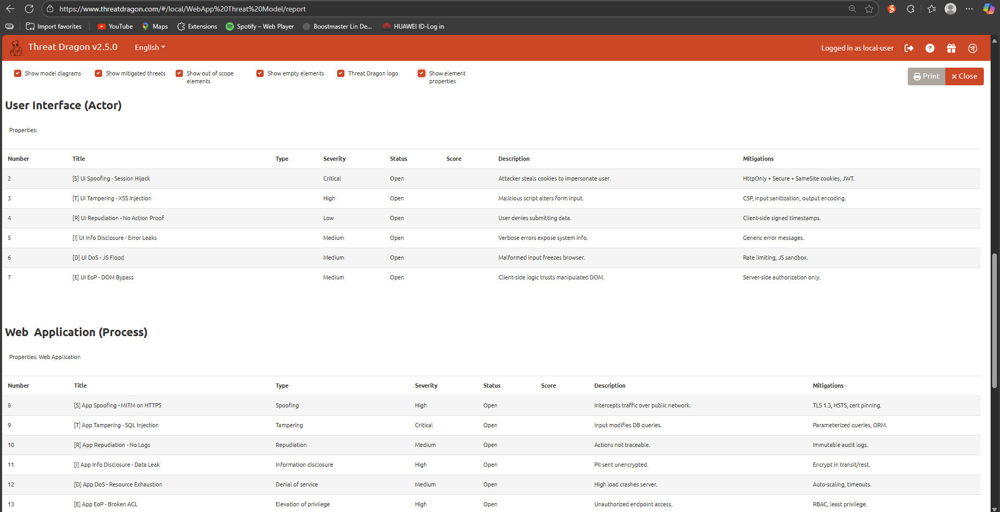 https://www.threatdragon.com/#/local/WebApp%20Threat%20Model/report
Import favorites YouTube Maps Extensions Spotify – Web Player Boostmaster Lin De... HUAWEI ID-Log in
Threat Dragon v2.5.0 English Logged in as local-user
Show model diagrams Show mitigated threats Show out of scope elements Show empty elements Threat Dragon logo Show element properties Print Close
User Interface (Actor)
Properties:
Number Title Type Severity Status Score Description Mitigations
2 [S] UI Spoofing - Session Hijack Critical Open Attacker steals cookies to impersonate user. HttpOnly + Secure + SameSite cookies, JWT.
3 [T] UI Tampering - XSS Injection High Open Malicious script alters form input. CSP, input sanitization, output encoding.
4 [R] UI Repudiation - No Action Proof Low Open User denies submitting data. Client-side signed timestamps.
5 [I] UI Info Disclosure - Error Leaks Medium Open Verbose errors expose system info. Generic error messages.
6 [D] UI DoS - JS Flood Medium Open Malformed input freezes browser. Rate limiting, JS sandbox.
7 [E] UI EoP - DOM Bypass Medium Open Client-side logic trusts manipulated DOM. Server-side authorization only.
Web Application (Process)
Properties: Web Application
Number Title Type Severity Status Score Description Mitigations
8 [S] App Spoofing - MITM on HTTPS Spoofing High Open Intercepts traffic over public network. TLS 1.3, HSTS, cert pinning.
9 [T] App Tampering - SQL Injection Tampering Critical Open Input modifies DB queries. Parameterized queries, ORM.
10 [R] App Repudiation - No Logs Repudiation Medium Open Actions not traceable. Immutable audit logs.
11 [I] App Info Disclosure - Data Leak Information disclosure High Open PII sent unencrypted. Encrypt in transit/rest.
12 [D] App DoS - Resource Exhaustion Denial of service Medium Open High load crashes server. Auto-scaling, timeouts.
13 [E] App EoP - Broken ACL Elevation of privilege High Open Unauthorized endpoint access. RBAC, least privilege.